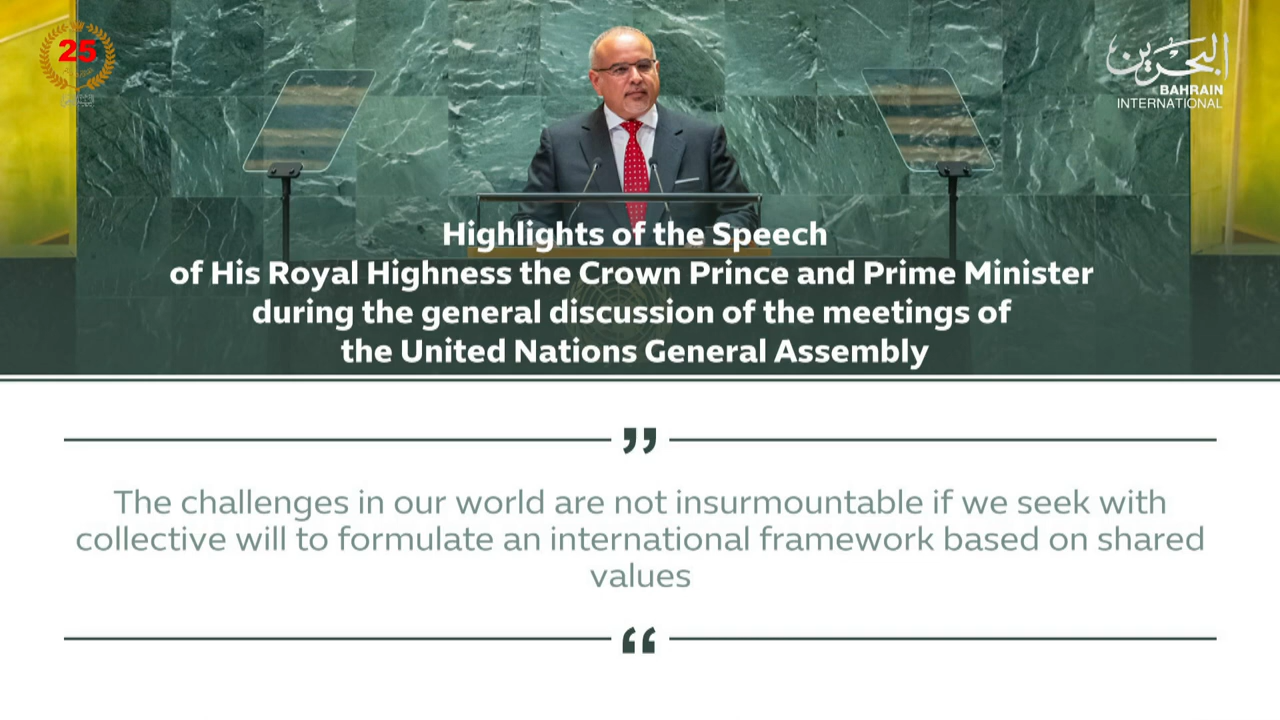 25
البحرين
BAHRAIN
INTERNATIONAL
Highlights of the Speech
of His Royal Highness the Crown Prince and Prime Minister
during the general discussion of the meetings of
the United Nations General Assembly
”
The challenges in our world are not insurmountable if we seek with
collective will to formulate an international framework based on shared
values
“